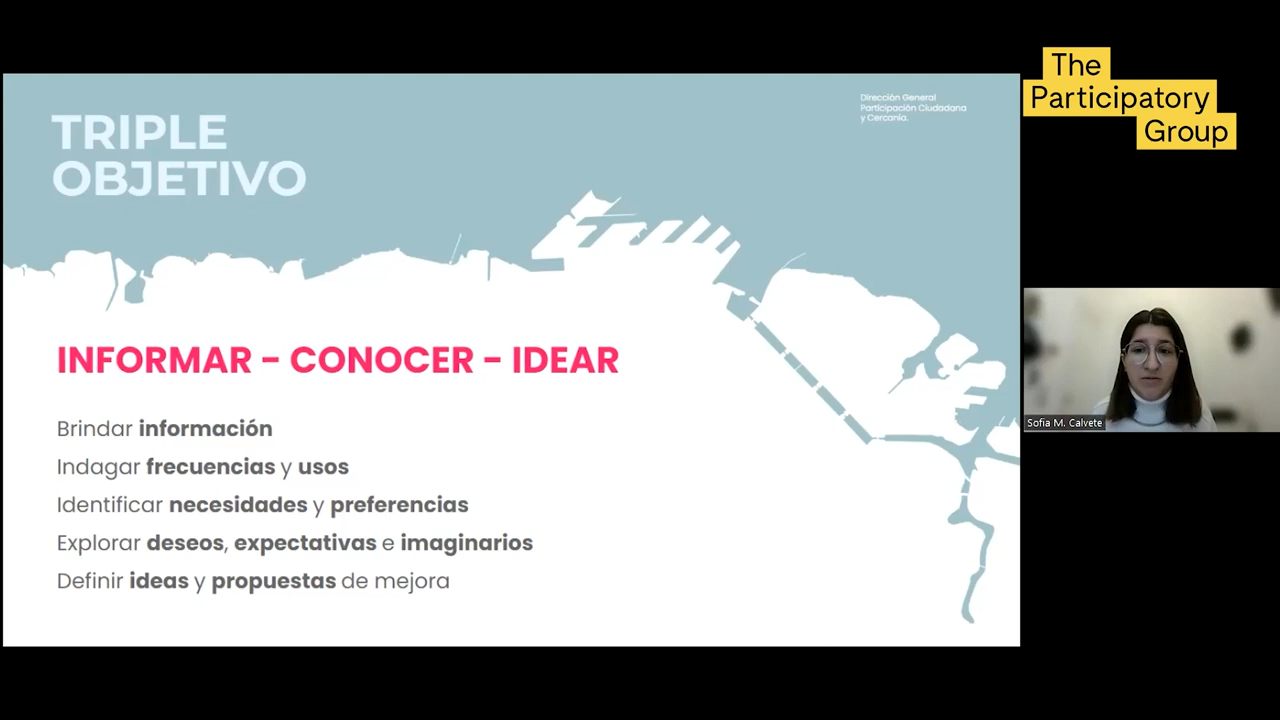 TRIPLE
OBJETIVO
Dirección General
Participación Ciudadana
y Cercanía.
The
Participatory
Group
INFORMAR - CONOCER - IDEAR
Brindar información
Indagar frecuencias y usos
Identificar necesidades y preferencias
Explorar deseos, expectativas e imaginarios
Definir ideas y propuestas de mejora
Sofia M. Calvete